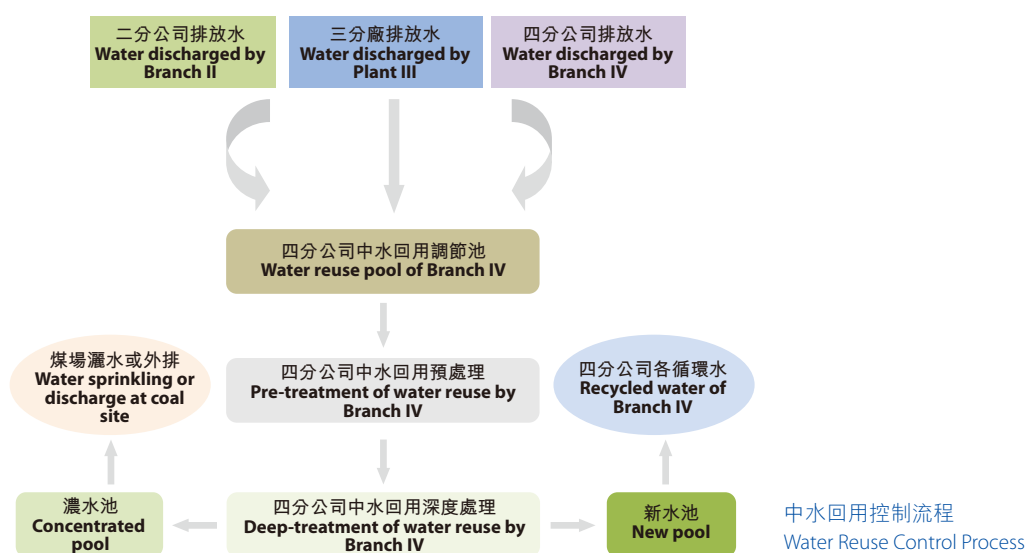 二分公司排放水
Water discharged by
Branch II
三分廠排放水
Water discharged by
Plant III
四分公司排放水
Water discharged by
Branch IV
四分公司中水回用調節池
Water reuse pool of Branch IV
煤場灑水或外排
Water sprinkling or
discharge at coal
site
四分公司中水回用預處理
Pre-treatment of water reuse by
Branch IV
四分公司各循環水
Recycled water of
Branch IV
濃水池
Concentrated
pool
四分公司中水回用深度處理
Deep-treatment of water reuse by
Branch IV
新水池
New pool
中水回用控制流程
Water Reuse Control Process